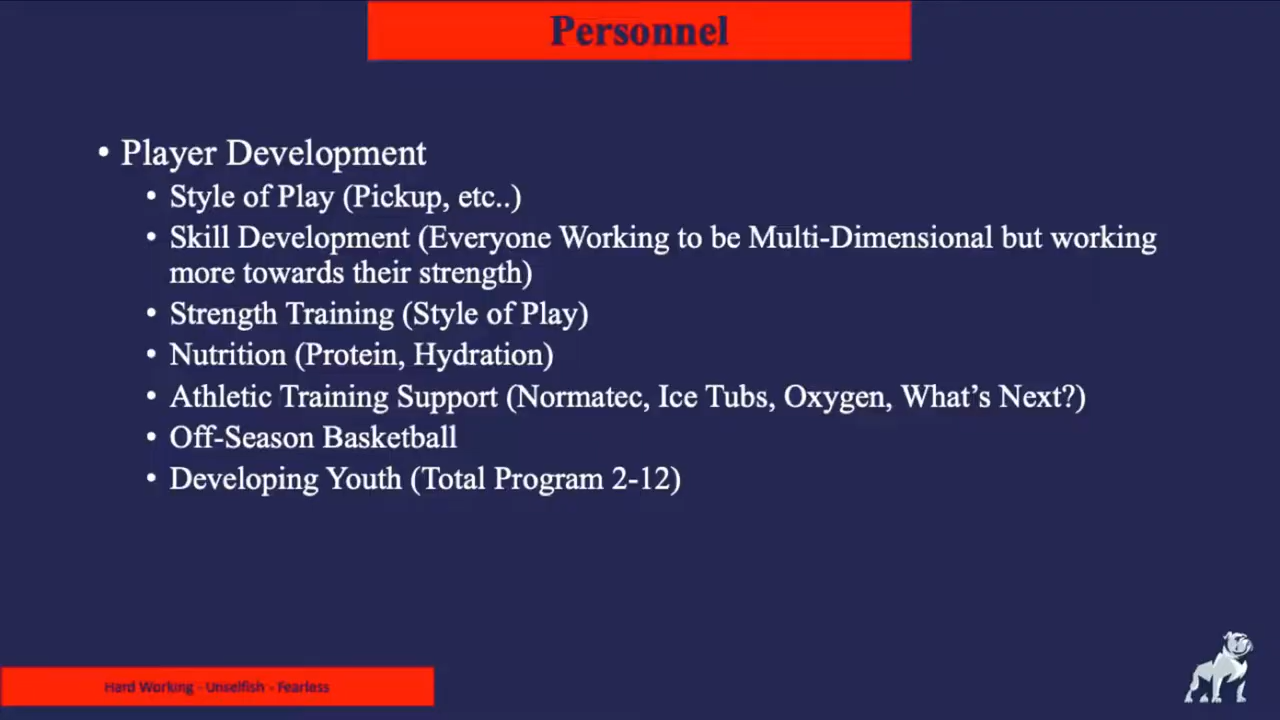 Personnel
• Player Development
• Style of Play (Pickup, etc..)
• Skill Development (Everyone Working to be Multi-Dimensional but working
more towards their strength)
• Strength Training (Style of Play)
• Nutrition (Protein, Hydration)
• Athletic Training Support (Normatec, Ice Tubs, Oxygen, What’s Next?)
• Off-Season Basketball
• Developing Youth (Total Program 2-12)
Hard Working - Unselfish - Fearless